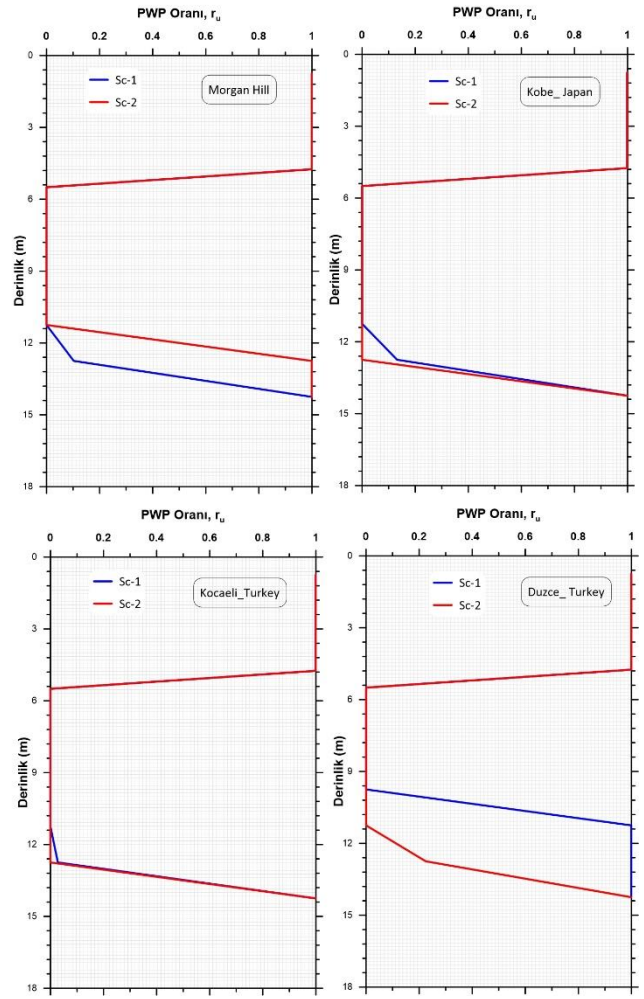 PWP Oranı, rᵤ
0 0.2 0.4 0.6 0.8 1
Derinlik (m)
0
3
6
9
12
15
18
Sc-1
Sc-2
Morgan Hill
PWP Oranı, rᵤ
0 0.2 0.4 0.6 0.8 1
Derinlik (m)
0
3
6
9
12
15
18
Sc-1
Sc-2
Kobe_ Japan
PWP Oranı, rᵤ
0 0.2 0.4 0.6 0.8 1
Derinlik (m)
0
3
6
9
12
15
18
Sc-1
Sc-2
Kocaeli_Turkey
PWP Oranı, rᵤ
0 0.2 0.4 0.6 0.8 1
Derinlik (m)
0
3
6
9
12
15
18
Sc-1
Sc-2
Duzce_ Turkey